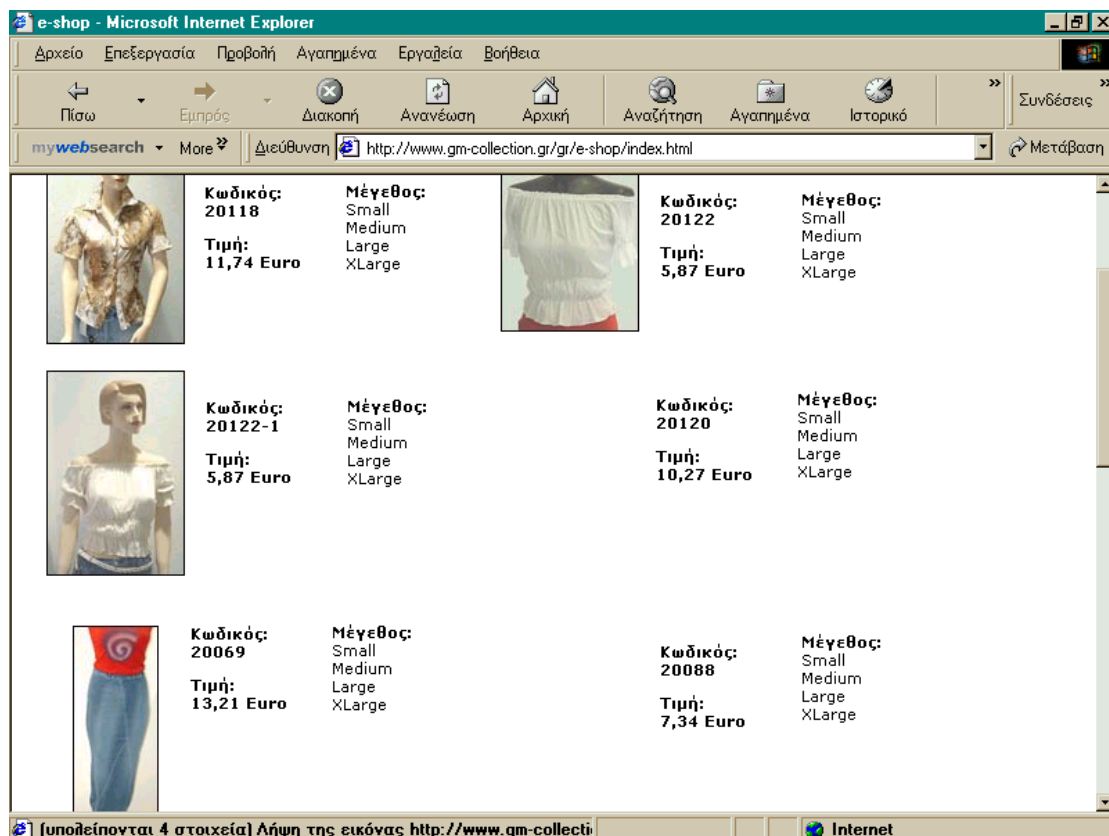 e-shop - Microsoft Internet Explorer
Αρχείο Επεξεργασία Προβολή Αγαπημένα Εργαλεία Βοήθεια
Πίσω Εμπρός Διακοπή Ανανέωση Αρχική Αναζήτηση Αγαπημένα Ιστορικό » Συνδέσεις »
mywebsearch More » Διεύθυνση http://www.gm-collection.gr/gr/e-shop/index.html Μετάβαση
Κωδικός:
20118
Τιμή:
11,74 Euro
Μέγεθος:
Small
Medium
Large
XLarge
Κωδικός:
20122
Τιμή:
5,87 Euro
Μέγεθος:
Small
Medium
Large
XLarge
Κωδικός:
20122-1
Τιμή:
5,87 Euro
Μέγεθος:
Small
Medium
Large
XLarge
Κωδικός:
20120
Τιμή:
10,27 Euro
Μέγεθος:
Small
Medium
Large
XLarge
Κωδικός:
20069
Τιμή:
13,21 Euro
Μέγεθος:
Small
Medium
Large
XLarge
Κωδικός:
20088
Τιμή:
7,34 Euro
Μέγεθος:
Small
Medium
Large
XLarge
(υπολείπονται 4 στοιχεία) Λήψη της εικόνας http://www.gm-collecti Internet